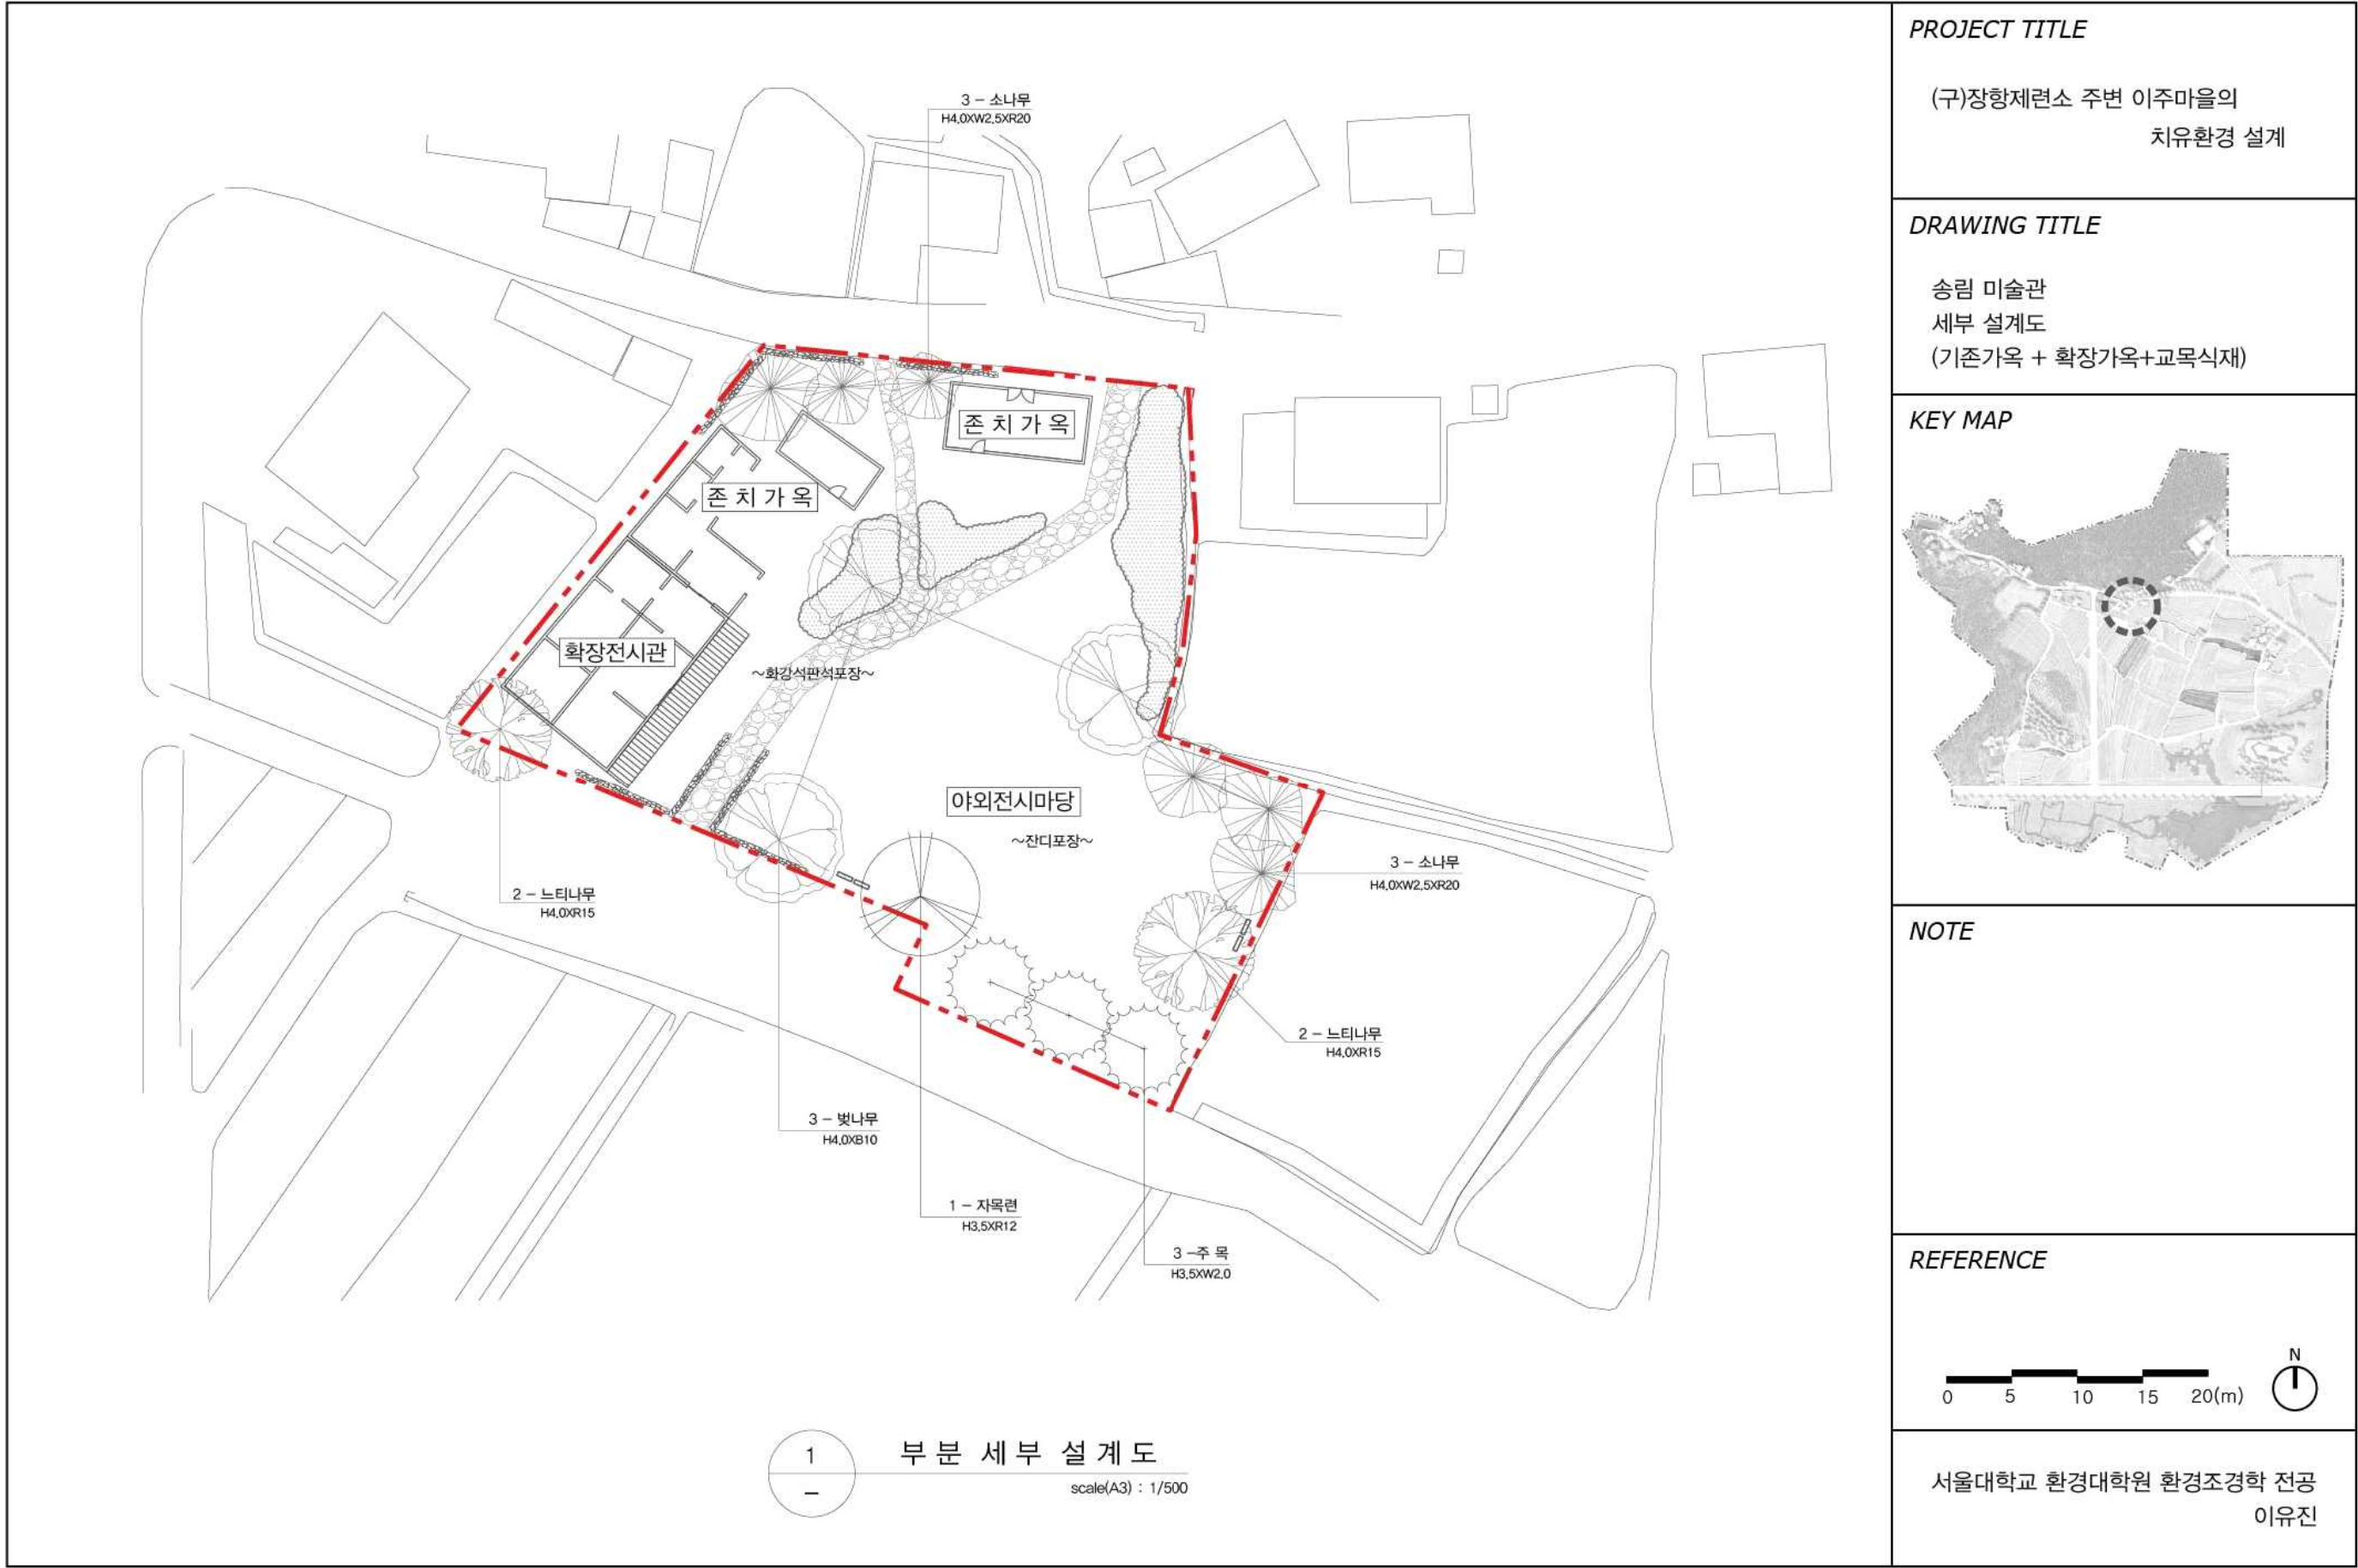 3 – 소나무
H4.0XW2.5XR20
존 치 가 옥
존 치 가 옥
확장전시관
~화강석판석포장~
야외전시마당
~잔디포장~
3 – 소나무
H4.0XW2.5XR20
2 – 느티나무
H4.0XR15
2 – 느티나무
H4.0XR15
3 – 벚나무
H4.0XB10
1 – 자목련
H3.5XR12
3 –주 목
H3.5XW2.0
1
–
부 분 세 부 설 계 도
scale(A3) : 1/500
PROJECT TITLE
(구)장항제련소 주변 이주마을의
치유환경 설계
DRAWING TITLE
송림 미술관
세부 설계도
(기존가옥 + 확장가옥+교목식재)
KEY MAP
NOTE
REFERENCE
0 5 10 15 20(m)
N
서울대학교 환경대학원 환경조경학 전공
이유진